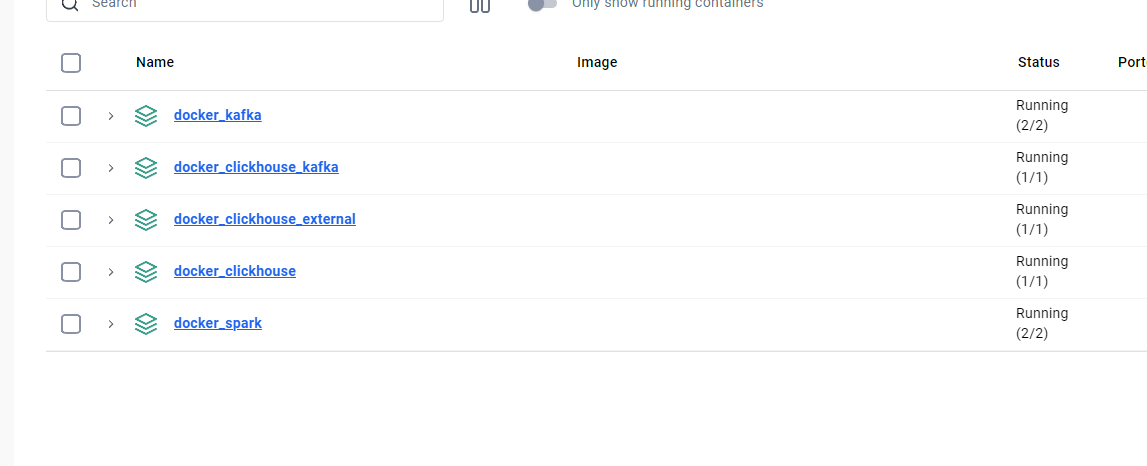 Search
Only show running containers
Name Image Status Port
docker_kafka Running
(2/2)
docker_clickhouse_kafka Running
(1/1)
docker_clickhouse_external Running
(1/1)
docker_clickhouse Running
(1/1)
docker_spark Running
(2/2)